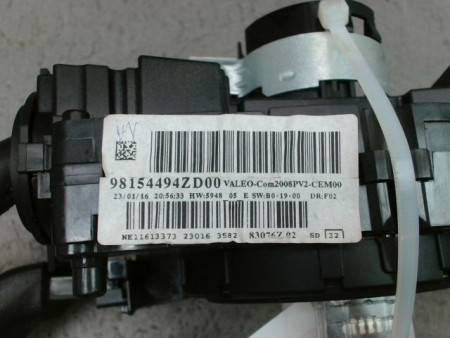 98154494ZD00 VALEO-Com2008PV2-CEM00
23/01/16 20:56:33 HW:5948 05 E SW:B0-19-00 DR:F02
NE11613373 23016 3582 83076Z 02 SD 32